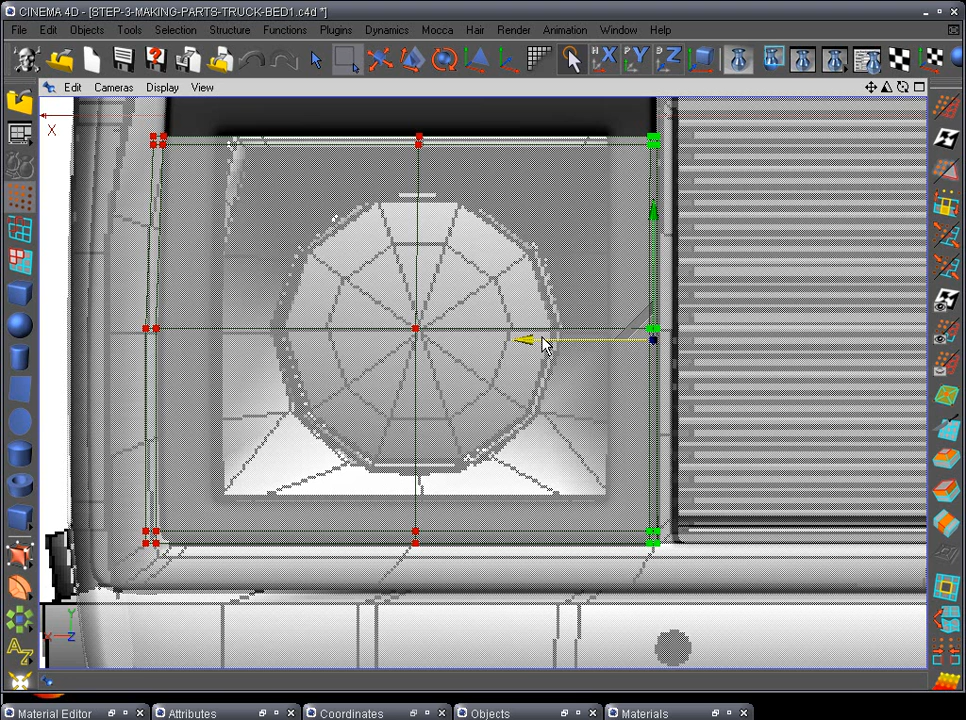 CINEMA 4D - [STEP-3-MAKING-PARTS-TRUCK-BED1.c4d *]
File Edit Objects Tools Selection Structure Functions Plugins Dynamics Mocca Hair Render Animation Window Help
X Y Z
Edit Cameras Display View
X
Y
X Z
Material Editor Attributes Coordinates Objects Materials